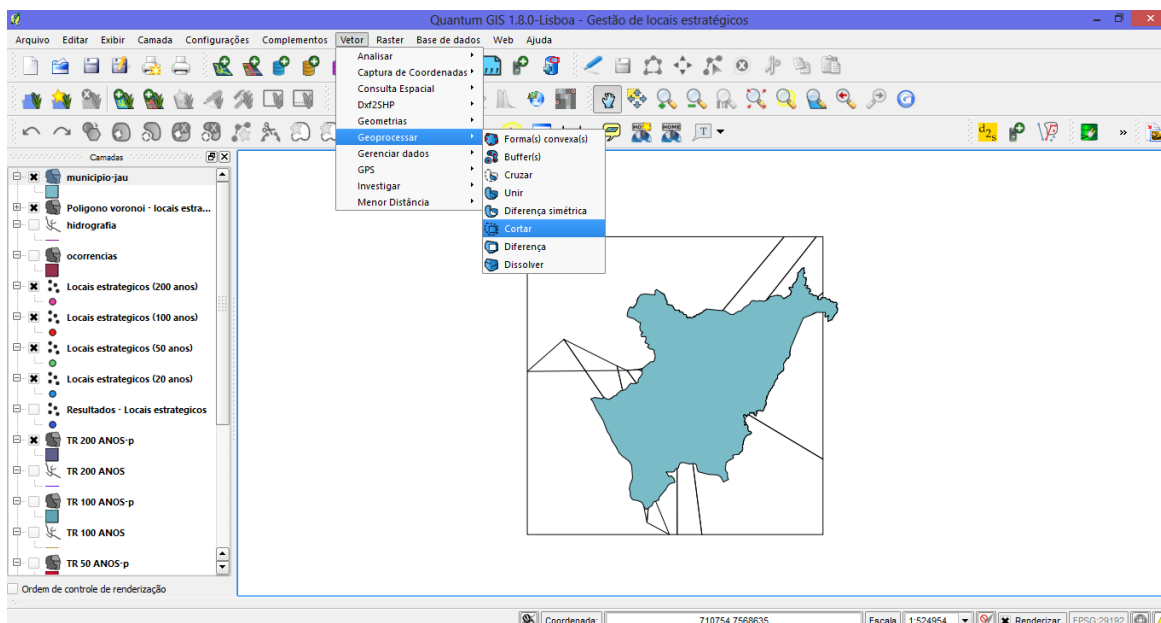 Quantum GIS 1.8.0-Lisboa - Gestão de locais estratégicos
Arquivo Editar Exibir Camada Configurações Complementos Vetor Raster Base de dados Web Ajuda
Analisar
Captura de Coordenadas
Consulta Espacial
Dxf2SHP
Geometrias
Geoprocessar
Gerenciar dados
GPS
Investigar
Menor Distância
Forma(s) convexa(s)
Buffer(s)
Cruzar
Unir
Diferença simétrica
Cortar
Diferença
Dissolver
Camadas
municipio-jau
Poligono voronoi - locais estra...
hidrografia
ocorrencias
Locais estrategicos (200 anos)
Locais estrategicos (100 anos)
Locais estrategicos (50 anos)
Locais estrategicos (20 anos)
Resultados - Locais estrategicos
TR 200 ANOS-p
TR 200 ANOS
TR 100 ANOS-p
TR 100 ANOS
TR 50 ANOS-p
Ordem de controle de renderização
Coordenada: 710754,7568635 Escala 1:524954 Renderizar EPSG:29192